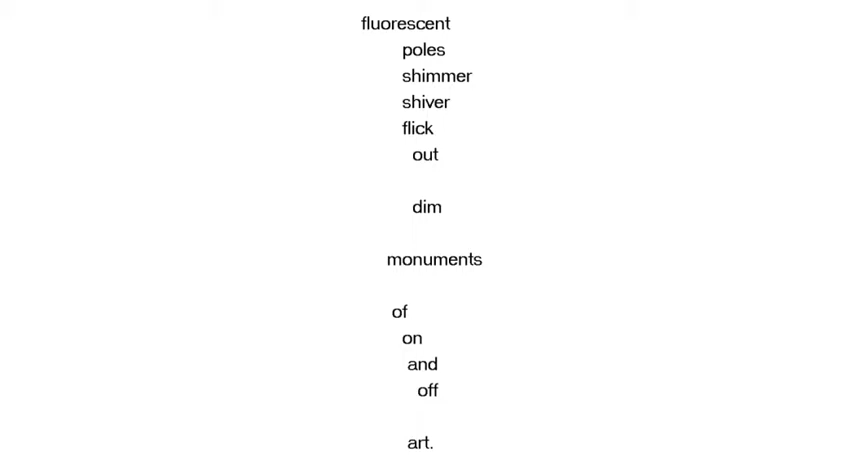 fluorescent
poles
shimmer
shiver
flick
out
dim
monuments
of
on
and
off
art.